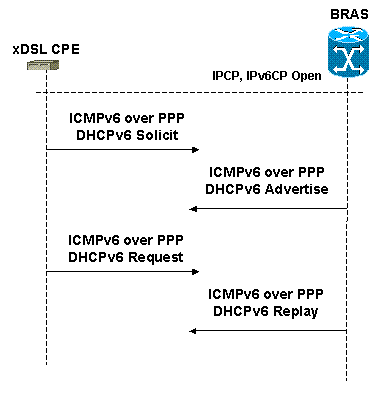 BRAS
xDSL CPE
IPCP, IPv6CP Open
ICMPv6 over PPP
DHCPv6 Solicit
ICMPv6 over PPP
DHCPv6 Advertise
ICMPv6 over PPP
DHCPv6 Request
ICMPv6 over PPP
DHCPv6 Replay